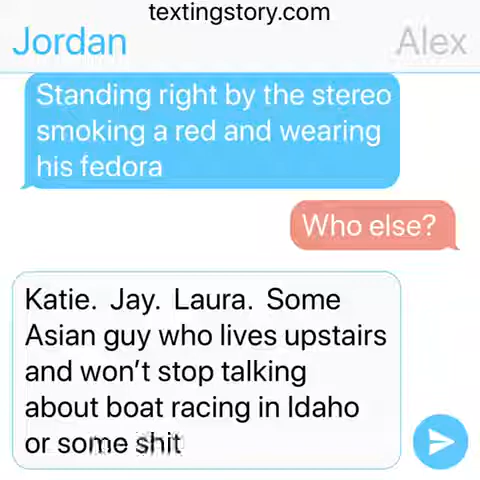 textingstory.com
Jordan
Alex
Standing right by the stereo
smoking a red and wearing
his fedora
Who else?
Katie.  Jay.  Laura.  Some
Asian guy who lives upstairs
and won’t stop talking
about boat racing in Idaho
or some shit